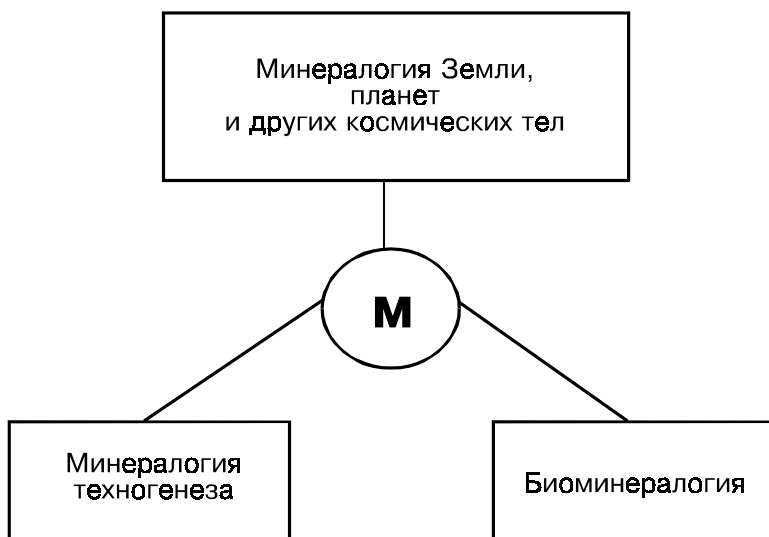 Минералогия Земли,
планет
и других космических тел
М
Минералогия
техногенеза
Биоминералогия